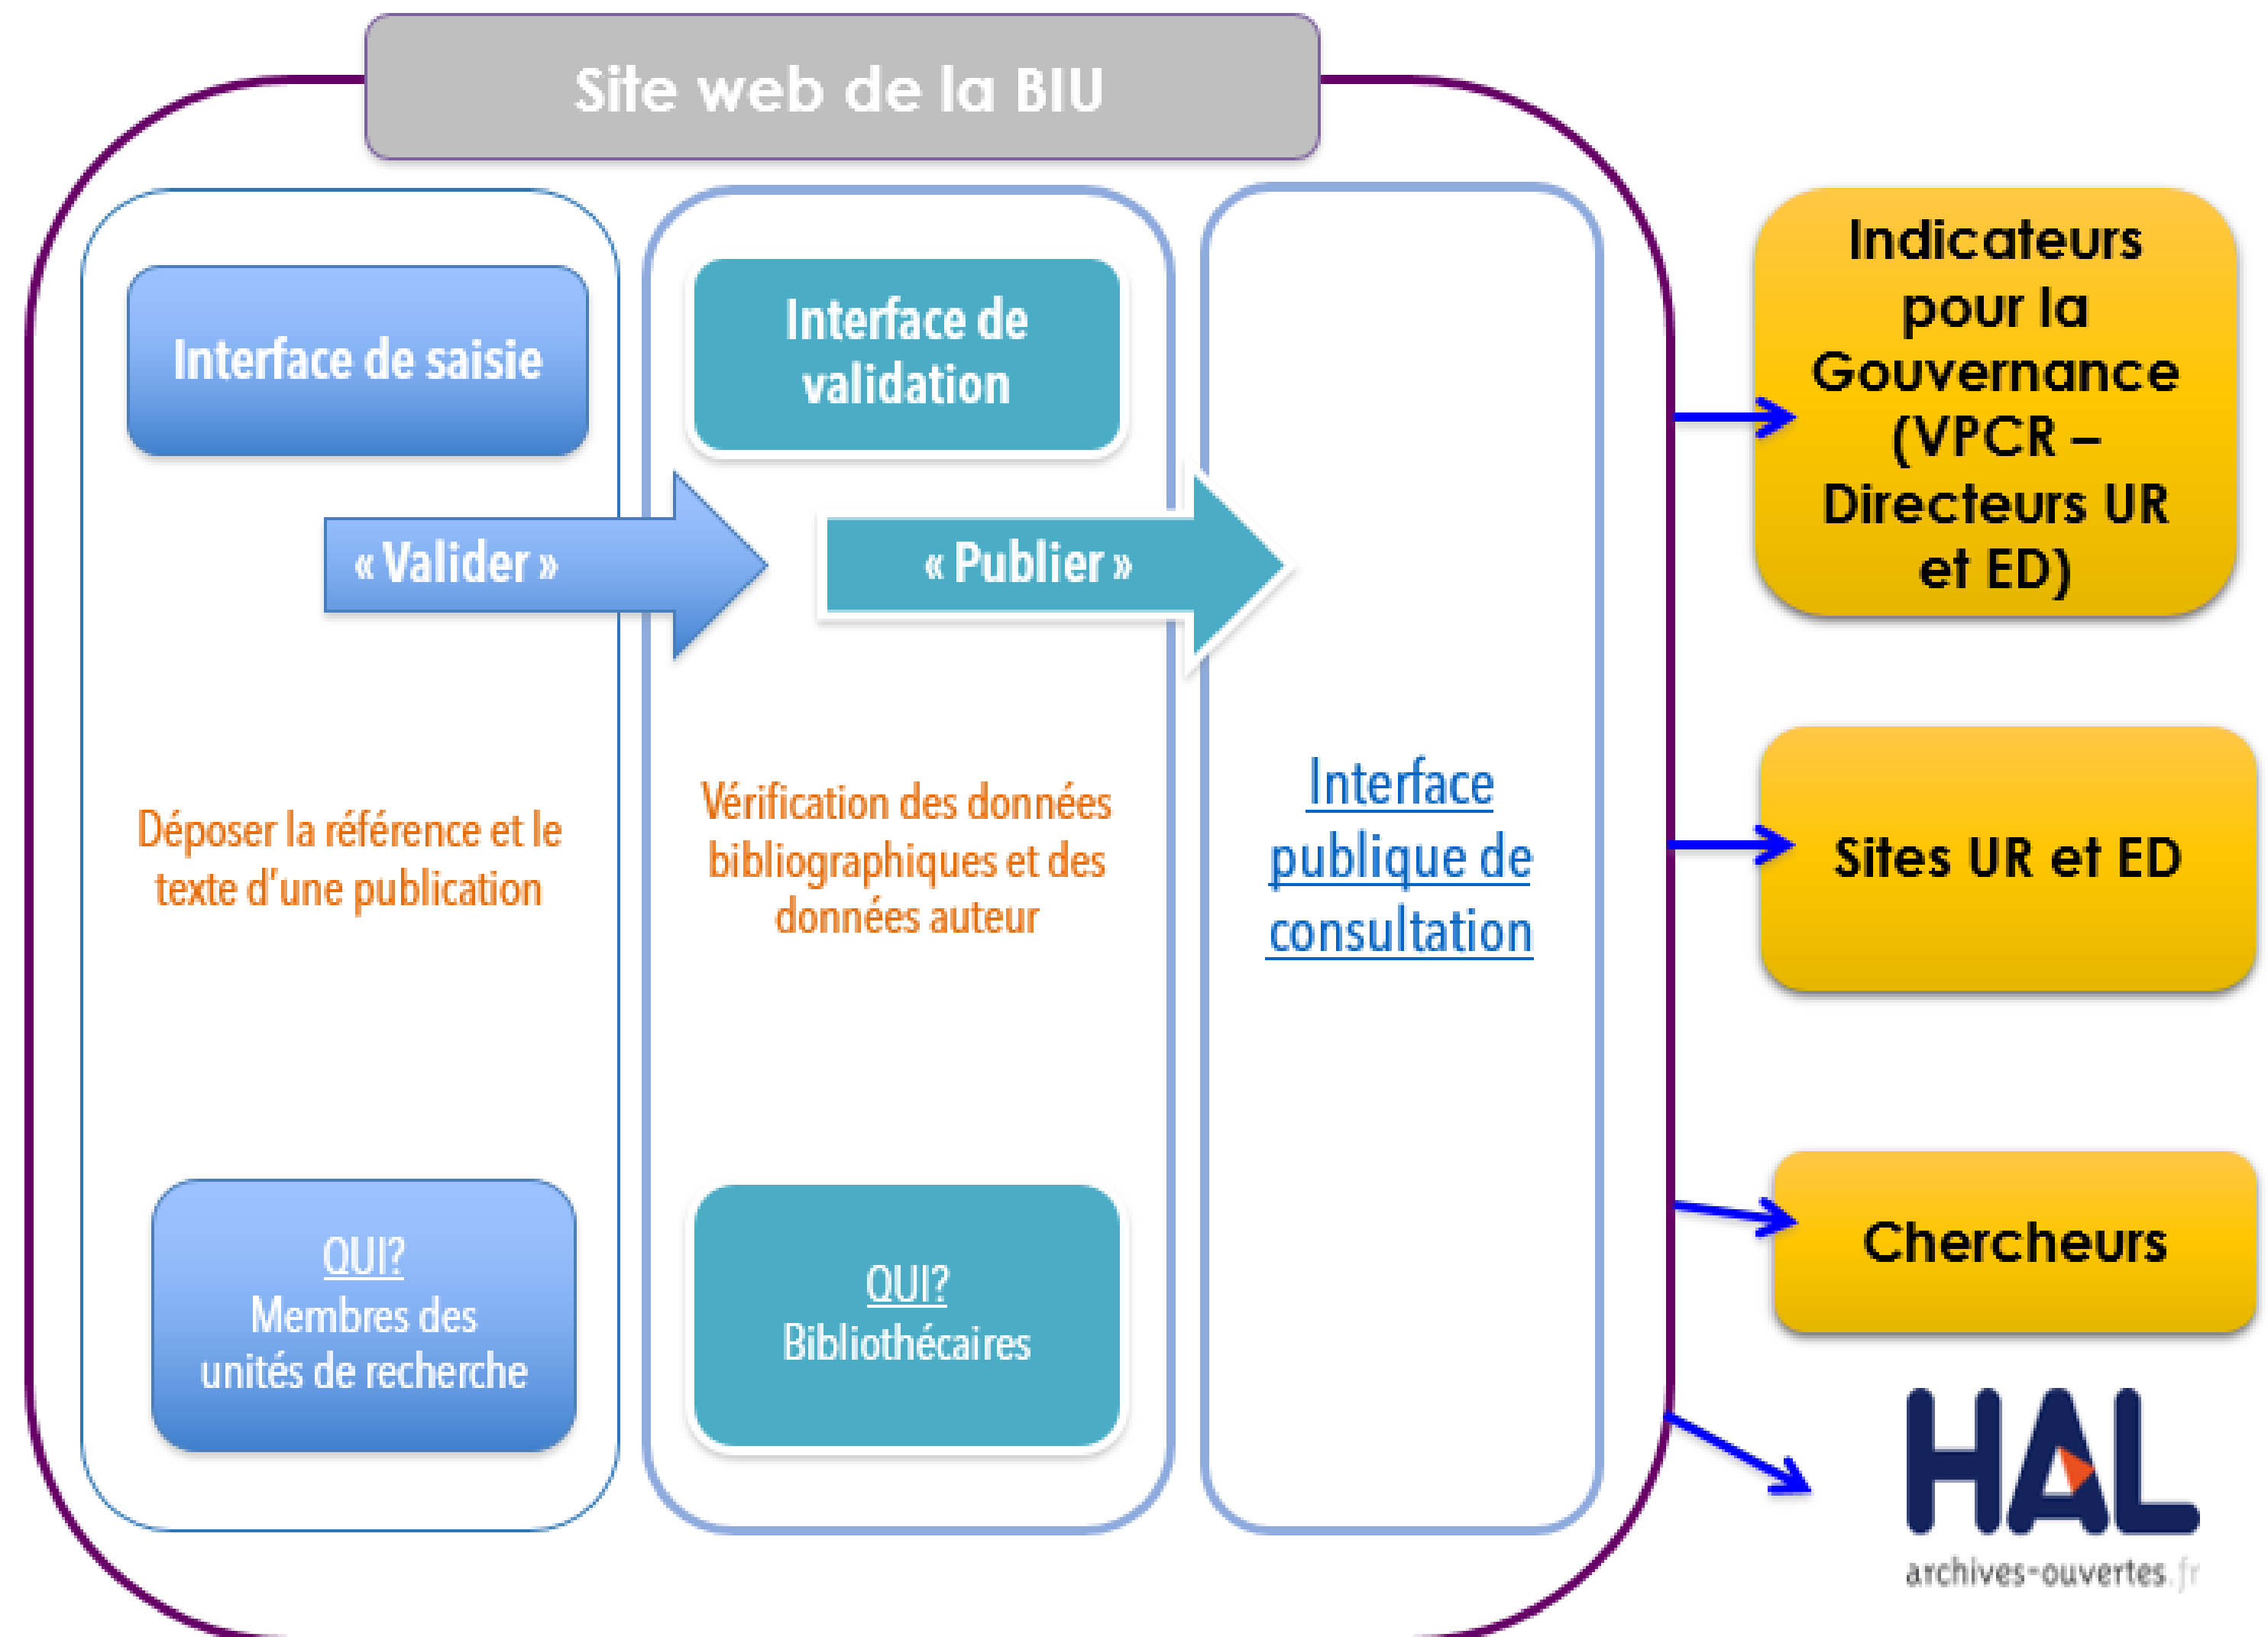 Site web de la BIU
Interface de saisie
« Valider »
Déposer la référence et le
texte d'une publication
QUI?
Membres des
unités de recherche
Interface de
validation
« Publier »
Vérification des données
bibliographiques et des
données auteur
QUI?
Bibliothécaires
Interface
publique de
consultation
Indicateurs
pour la
Gouvernance
(VPCR –
Directeurs UR
et ED)
Sites UR et ED
Chercheurs
HAL
archives-ouvertes.fr